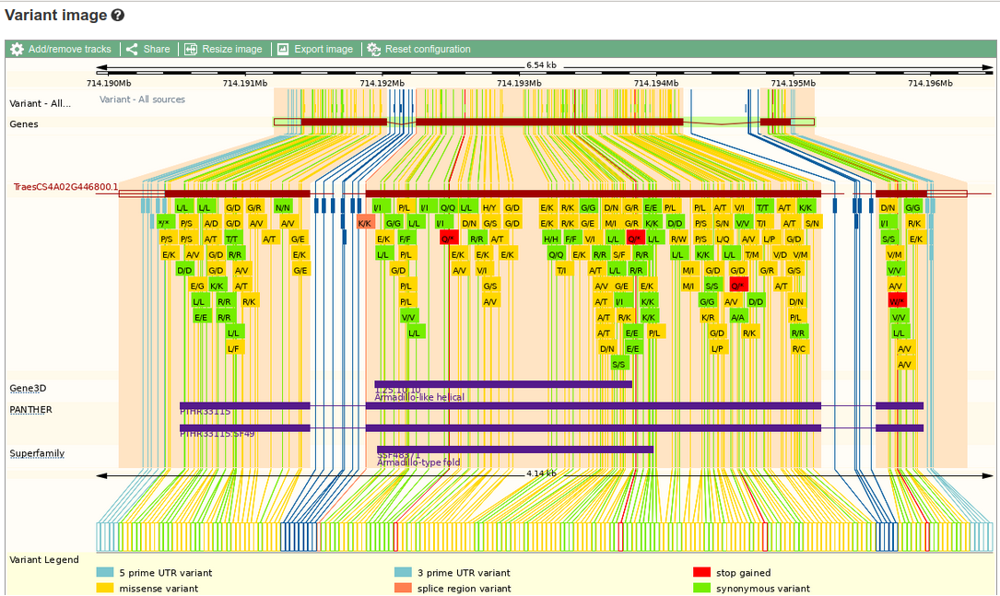 Variant image ?
Add/remove tracks Share Resize image Export image Reset configuration
6.54 kb
714.190Mb 714.191Mb 714.192Mb 714.193Mb 714.194Mb 714.195Mb 714.196Mb
Variant - All... Variant - All sources
Genes
TraesCS4A02G446800.1
L/L L/L G/D G/R N/N I/I P/L I/I Q/Q L/L H/Y G/D E/K R/K G/G D/N G/R E/E P/L P/L A/T V/I T/T A/T K/K D/N G/G
*/* P/S A/D G/D A/V A/V K/K G/G L/L I/I D/N G/S G/D E/K R/K G/E M/I G/R K/K D/D P/S S/N V/V T/I A/T S/N I/I R/K
P/S P/S A/T T/T A/T G/E E/K F/F Q/* R/R A/T H/H F/F V/I L/L Q/* L/L R/W P/S L/Q A/V L/P G/D S/S E/K
E/K A/V G/D R/R E/K L/L P/L E/K E/K E/K Q/Q E/K R/R S/F R/R L/L K/K L/L T/M V/D V/M V/M
D/D G/D A/V G/E G/D A/V V/I T/I A/T L/L R/R M/I G/D G/D G/R G/S V/V
E/G K/K A/T P/L G/S A/V G/E E/K M/I S/S Q/* A/T A/V
L/L R/R R/K P/L A/V A/T I/I K/K G/G A/V D/D D/N W/*
E/E R/R V/V A/T R/K K/K K/R A/A P/L V/V
L/L L/L A/T E/E P/L G/D R/K R/R L/L
L/F D/N E/E L/P R/C A/V
S/S A/V
Gene3D
1.25.10.10
Armadillo-like helical
PANTHER
PTHR33115
PTHR33115:SF49
Superfamily
SSF48371
Armadillo-type fold
4.14 kb
Variant Legend
5 prime UTR variant 3 prime UTR variant stop gained
missense variant splice region variant synonymous variant